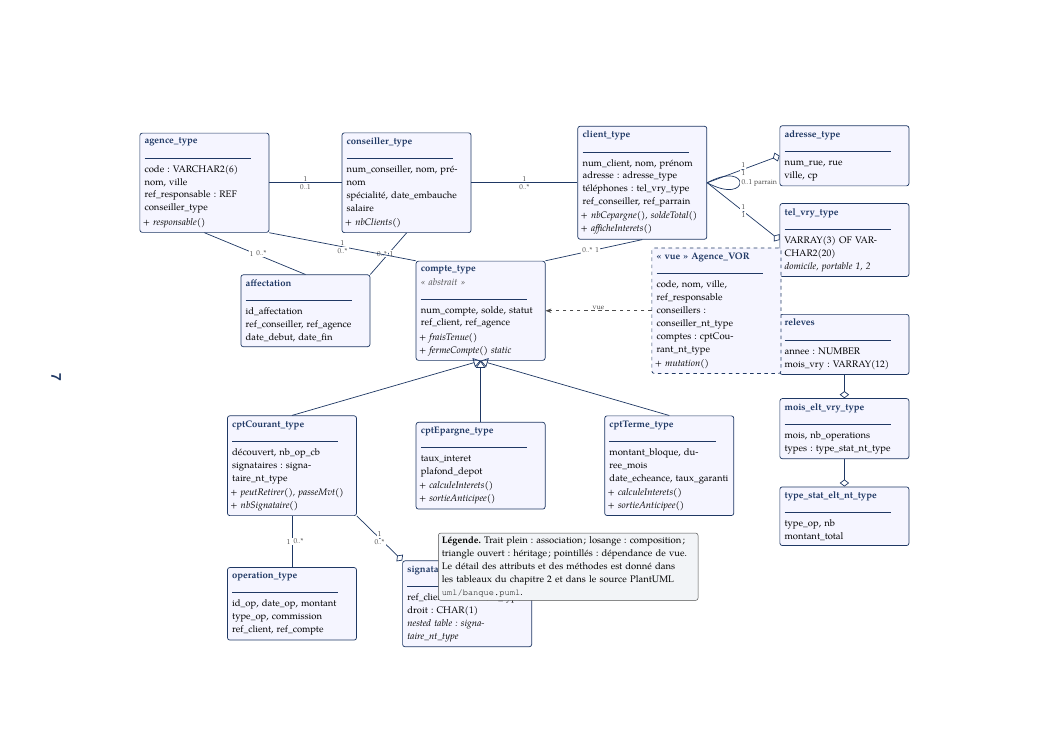 agence_type
code : VARCHAR2(6)
nom, ville
ref_responsable : REF
conseiller_type
+ responsable()
conseiller_type
num_conseiller, nom, pré-
nom
spécialité, date_embauche
salaire
+ nbClients()
client_type
num_client, nom, prénom
adresse : adresse_type
téléphones : tel_vry_type
ref_conseiller, ref_parrain
+ nbCepargne(), soldeTotal()
+ afficheInterets()
adresse_type
num_rue, rue
ville, cp
1
0..1
1
0..*
1
1
0..1 parrain
1
1
tel_vry_type
VARRAY(3) OF VAR-
CHAR2(20)
domicile, portable 1, 2
1 0..*
1
0..*
0..*1
0..* 1
affectation
id_affectation
ref_conseiller, ref_agence
date_debut, date_fin
compte_type
« abstrait »
num_compte, solde, statut
ref_client, ref_agence
+ fraisTenue()
+ fermeCompte() static
vue
« vue » Agence_VOR
code, nom, ville,
ref_responsable
conseillers :
conseiller_nt_type
comptes : cptCou-
rant_nt_type
+ mutation()
releves
annee : NUMBER
mois_vry : VARRAY(12)
7
mois_elt_vry_type
mois, nb_operations
types : type_stat_nt_type
cptCourant_type
découvert, nb_op_cb
signataires : signa-
taire_nt_type
+ peutRetirer(), passeMvt()
+ nbSignataire()
cptEpargne_type
taux_interet
plafond_depot
+ calculeInterets()
+ sortieAnticipee()
cptTerme_type
montant_bloque, du-
ree_mois
date_echeance, taux_garanti
+ calculeInterets()
+ sortieAnticipee()
type_stat_elt_nt_type
type_op, nb
montant_total
1 0..*
1
0..*
Légende. Trait plein : association; losange : composition;
triangle ouvert : héritage; pointillés : dépendance de vue.
Le détail des attributs et des méthodes est donné dans
les tableaux du chapitre 2 et dans le source PlantUML
uml/banque.puml.
operation_type
id_op, date_op, montant
type_op, commission
ref_client, ref_compte
droit : CHAR(1)
nested table : signa-
taire_nt_type